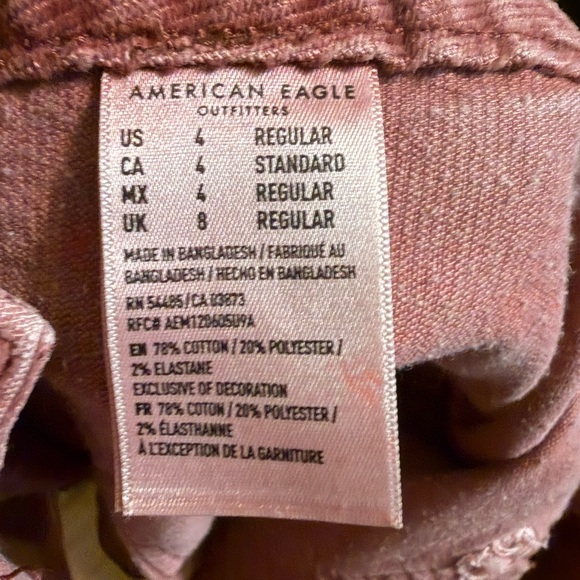 AMERICAN EAGLE
OUTFITTERS
US 4 REGULAR
CA 4 STANDARD
MX 4 REGULAR
UK 8 REGULAR
MADE IN BANGLADESH / FABRIQUÉ AU
BANGLADESH / HECHO EN BANGLADESH
RN 54485 / CA 03873
RFC# AEM120605U9A
EN 78% COTTON / 20% POLYESTER /
2% ELASTANE
EXCLUSIVE OF DECORATION
FR 78% COTON / 20% POLYESTER /
2% ÉLASTHANNE
À L'EXCEPTION DE LA GARNITURE